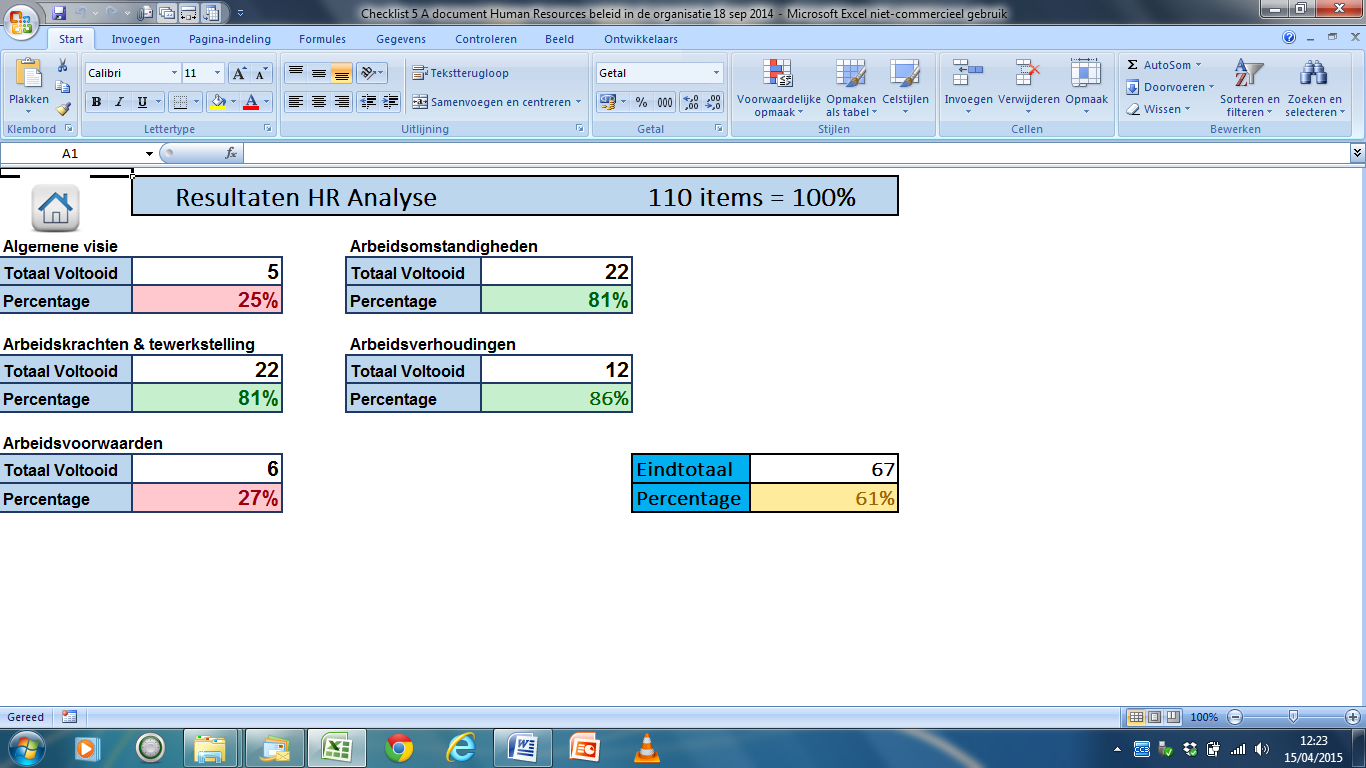 Checklist 5 A document Human Resources beleid in de organisatie 18 sep 2014 - Microsoft Excel niet-commercieel gebruik
Start Invoegen Pagina-indeling Formules Gegevens Controleren Beeld Ontwikkelaars
Plakken
Klembord
Calibri 11
B I U
Lettertype
Tekstterugloop
Samenvoegen en centreren
Uitlijning
Getal
% 000
Getal
Voorwaardelijke opmaak
Opmaken als tabel
Celstijlen
Stijlen
Invoegen Verwijderen Opmaak
Cellen
Σ AutoSom
Doorvoeren
Wissen
Sorteren en filteren
Zoeken en selecteren
Bewerken
A1 fx
Resultaten HR Analyse 110 items = 100%
Algemene visie Arbeidsomstandigheden
Totaal Voltooid 5 Totaal Voltooid 22
Percentage 25% Percentage 81%
Arbeidskrachten & tewerkstelling Arbeidsverhoudingen
Totaal Voltooid 22 Totaal Voltooid 12
Percentage 81% Percentage 86%
Arbeidsvoorwaarden
Totaal Voltooid 6 Eindtotaal 67
Percentage 27% Percentage 61%
Gereed 100%
12:23
15/04/2015